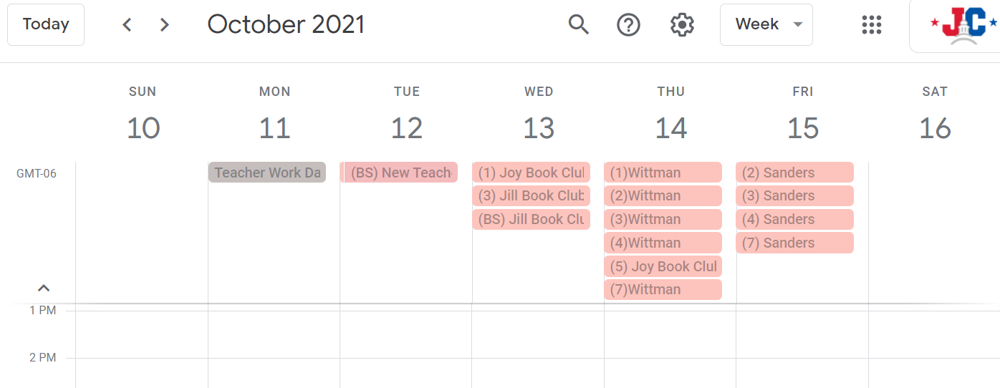 Today
October 2021
Week
JC
SUN MON TUE WED THU FRI SAT
10 11 12 13 14 15 16
GMT-06
Teacher Work Da
(BS) New Teach
(1) Joy Book Clul
(3) Jill Book Club
(BS) Jill Book Clu
(1)Wittman
(2)Wittman
(3)Wittman
(4)Wittman
(5) Joy Book Clul
(7)Wittman
(2) Sanders
(3) Sanders
(4) Sanders
(7) Sanders
1 PM
2 PM